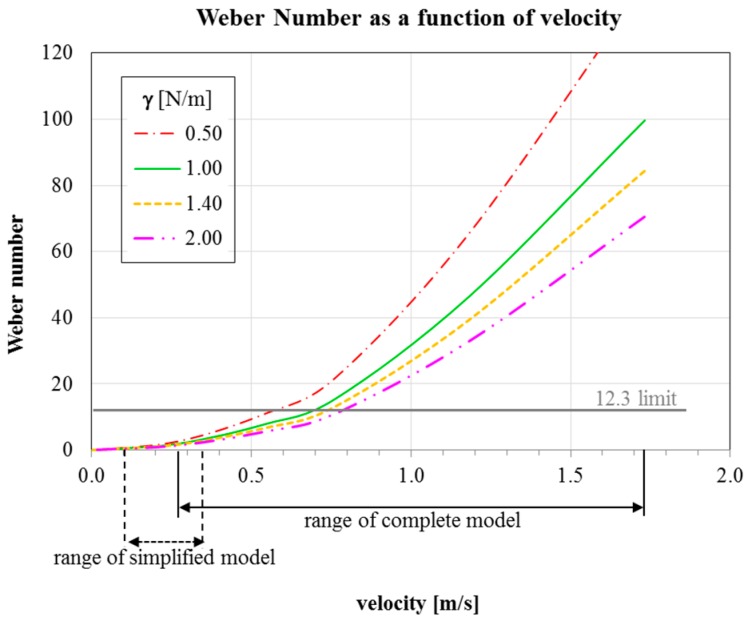 Weber Number as a function of velocity
120
100
80
60
40
20
0
Weber number
γ [N/m]
0.50
1.00
1.40
2.00
12.3 limit
0.0
0.5
1.0
1.5
2.0
range of complete model
range of simplified model
velocity [m/s]